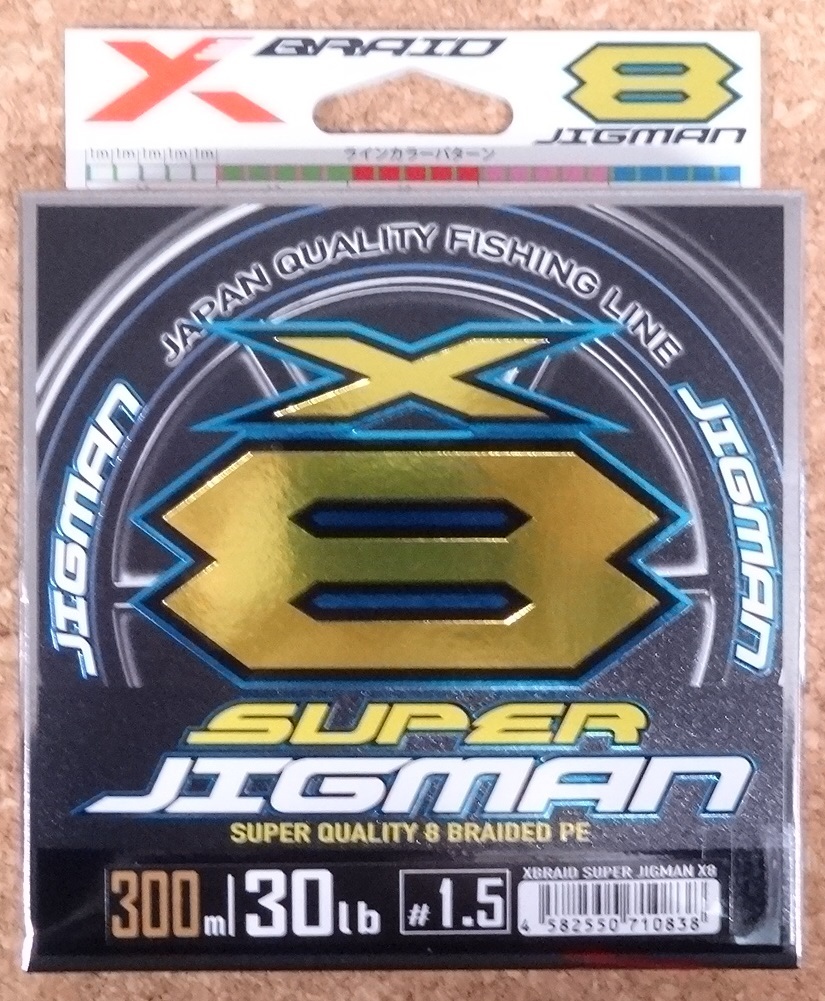 X BRAID
8
JIGMAN
1m 1m 1m 1m 1m
ラインカラーパターン
JAPAN QUALITY FISHING LINE
JIGMAN
JIGMAN
X
8
SUPER
JIGMAN
SUPER QUALITY 8 BRAIDED PE
300m 30lb #1.5
XBRAID SUPER JIGMAN X8
4 582550 710838